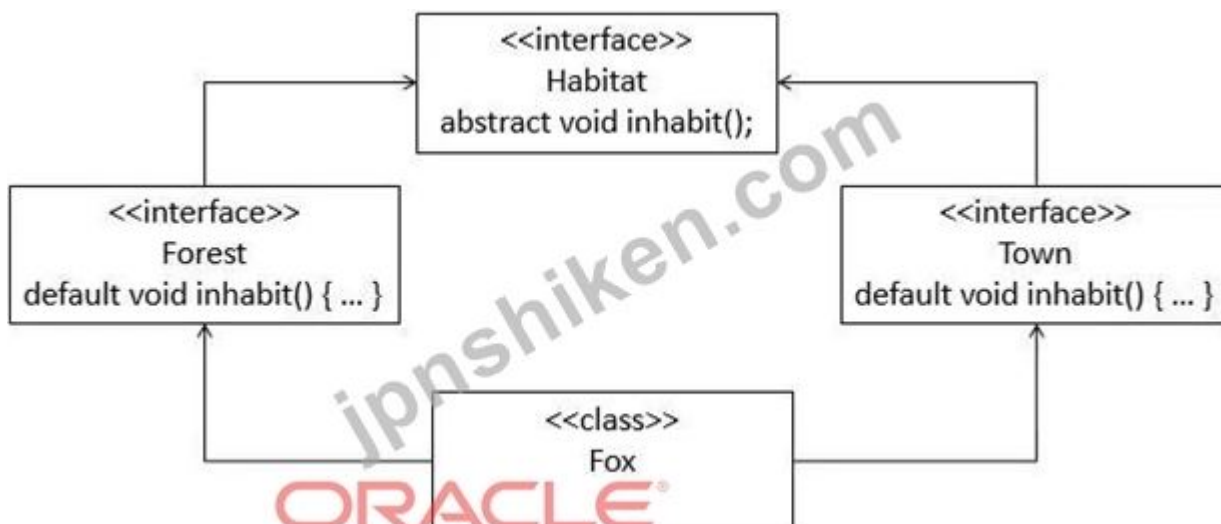 <<interface>>
Habitat
abstract void inhabit();
<<interface>>
Forest
default void inhabit() { ... }
<<interface>>
Town
default void inhabit() { ... }
<<class>>
Fox
jpnshiken.com
ORACLE®